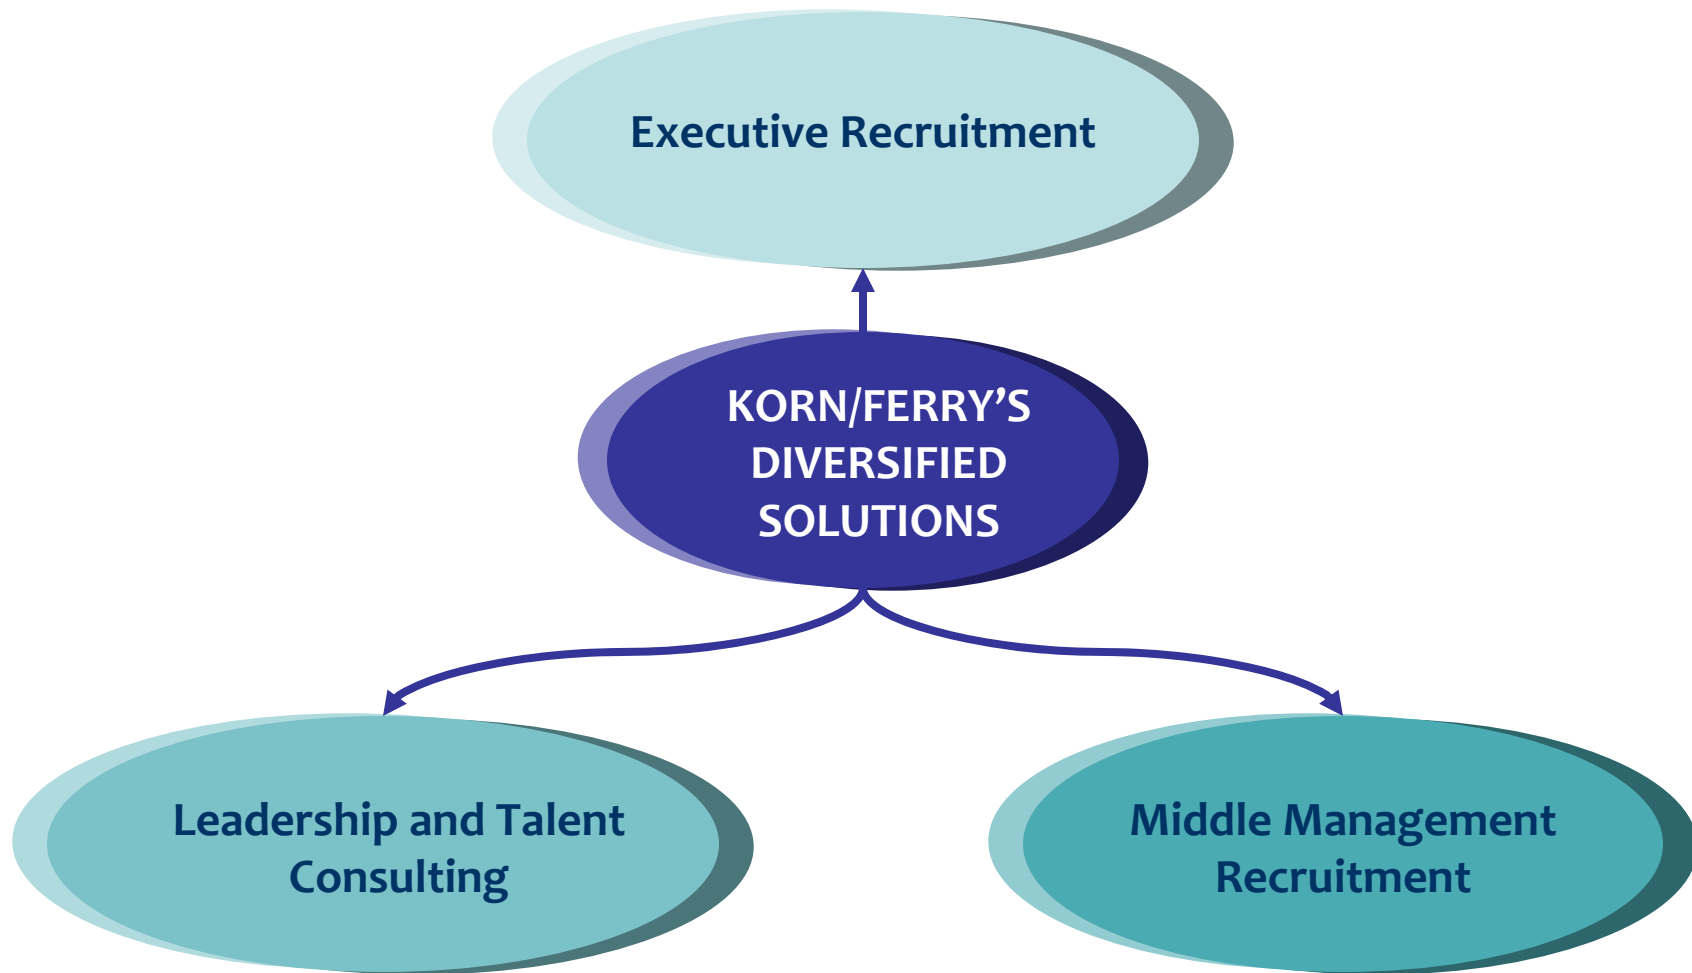 Executive Recruitment
KORN/FERRY’S
DIVERSIFIED
SOLUTIONS
Leadership and Talent
Consulting
Middle Management
Recruitment